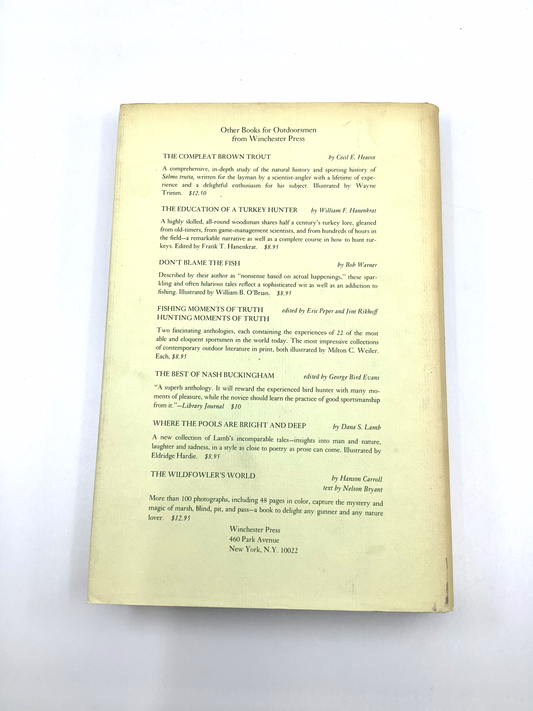 Other Books for Outdoorsmen
from Winchester Press
THE COMPLEAT BROWN TROUT by Cecil E. Heacox
A comprehensive, in-depth study of the natural history and sporting history of
Salmo trutta, written for the layman by a scientist-angler with a lifetime of expe-
rience and a delightful enthusiasm for his subject. Illustrated by Wayne
Trimm. $12.50
THE EDUCATION OF A TURKEY HUNTER by William F. Hanenkrat
A highly skilled, all-round woodsman shares half a century's turkey lore, gleaned
from old-timers, from game-management scientists, and from hundreds of hours in
the field—a remarkable narrative as well as a complete course in how to hunt tur-
keys. Edited by Frank T. Hanenkrat. $8.95
DON'T BLAME THE FISH by Bob Warner
Described by their author as "nonsense based on actual happenings," these spar-
kling and often hilarious tales reflect a sophisticated wit as well as an addiction to
fishing. Illustrated by William B. O'Brian. $8.95
FISHING MOMENTS OF TRUTH edited by Eric Peper and Jim Rikhoff
HUNTING MOMENTS OF TRUTH
Two fascinating anthologies, each containing the experiences of 22 of the most
able and eloquent sportsmen in the world today. The most impressive collections
of contemporary outdoor literature in print, both illustrated by Milton C. Weiler.
Each, $8.95
THE BEST OF NASH BUCKINGHAM edited by George Bird Evans
"A superb anthology. It will reward the experienced bird hunter with many mo-
ments of pleasure, while the novice should learn the practice of good sportsmanship
from it."—Library Journal $10
WHERE THE POOLS ARE BRIGHT AND DEEP by Dana S. Lamb
A new collection of Lamb's incomparable tales—insights into man and nature,
laughter and sadness, in a style as close to poetry as prose can come. Illustrated by
Eldridge Hardie. $8.95
THE WILDFOWLER'S WORLD by Hanson Carroll
text by Nelson Bryant
More than 100 photographs, including 48 pages in color, capture the mystery and
magic of marsh, blind, pit, and pass—a book to delight any gunner and any nature
lover. $12.95
Winchester Press
460 Park Avenue
New York, N.Y. 10022